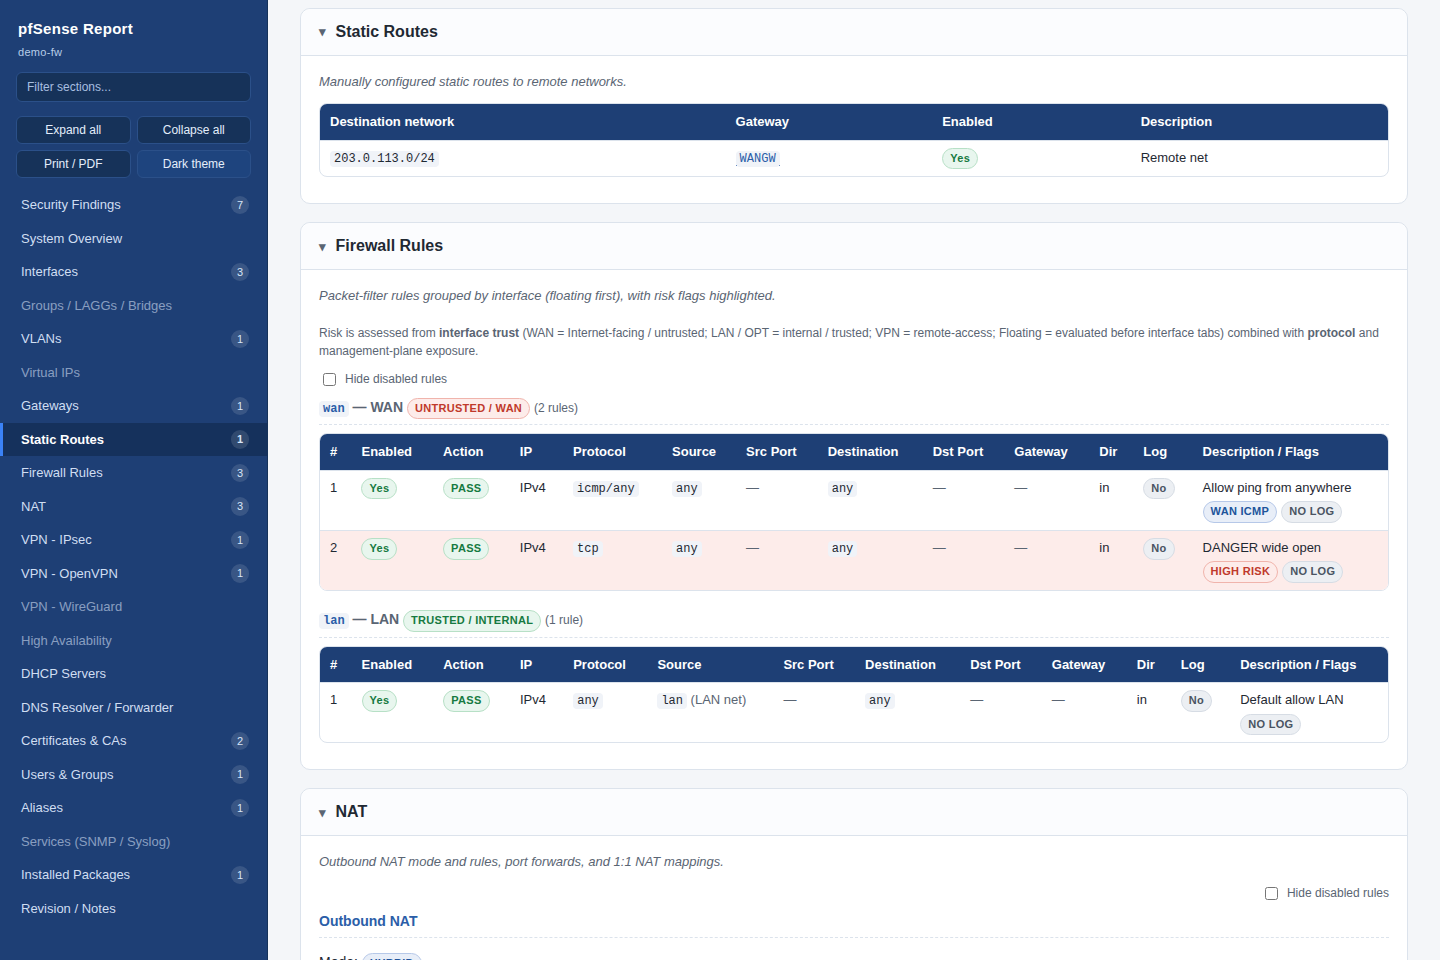 pfSense Report
demo-fw
Filter sections...
Expand all
Collapse all
Print / PDF
Dark theme
Security Findings 7
System Overview
Interfaces 3
Groups / LAGGs / Bridges
VLANs 1
Virtual IPs
Gateways 1
Static Routes 1
Firewall Rules 3
NAT 3
VPN - IPsec 1
VPN - OpenVPN 1
VPN - WireGuard
High Availability
DHCP Servers
DNS Resolver / Forwarder
Certificates & CAs 2
Users & Groups 1
Aliases 1
Services (SNMP / Syslog)
Installed Packages 1
Revision / Notes
▾ Static Routes
Manually configured static routes to remote networks.
Destination network Gateway Enabled Description
203.0.113.0/24 WANGW Yes Remote net
▾ Firewall Rules
Packet-filter rules grouped by interface (floating first), with risk flags highlighted.
Risk is assessed from interface trust (WAN = Internet-facing / untrusted; LAN / OPT = internal / trusted; VPN = remote-access; Floating = evaluated before interface tabs) combined with protocol and
management-plane exposure.
Hide disabled rules
wan — WAN UNTRUSTED / WAN (2 rules)
# Enabled Action IP Protocol Source Src Port Destination Dst Port Gateway Dir Log Description / Flags
1 Yes PASS IPv4 icmp/any any — any — — in No Allow ping from anywhere
WAN ICMP NO LOG
2 Yes PASS IPv4 tcp any — any — — in No DANGER wide open
HIGH RISK NO LOG
lan — LAN TRUSTED / INTERNAL (1 rule)
# Enabled Action IP Protocol Source Src Port Destination Dst Port Gateway Dir Log Description / Flags
1 Yes PASS IPv4 any lan (LAN net) — any — — in No Default allow LAN
NO LOG
▾ NAT
Outbound NAT mode and rules, port forwards, and 1:1 NAT mappings.
Hide disabled rules
Outbound NAT
Mode: HYBRID